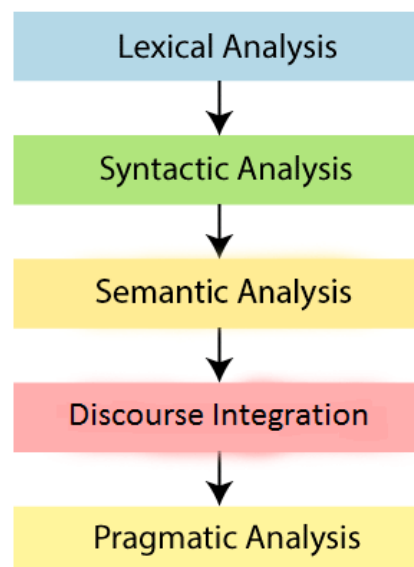 Lexical Analysis
Syntactic Analysis
Semantic Analysis
Discourse Integration
Pragmatic Analysis